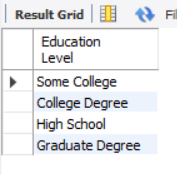 Result Grid
Education
Level
Some College
College Degree
High School
Graduate Degree